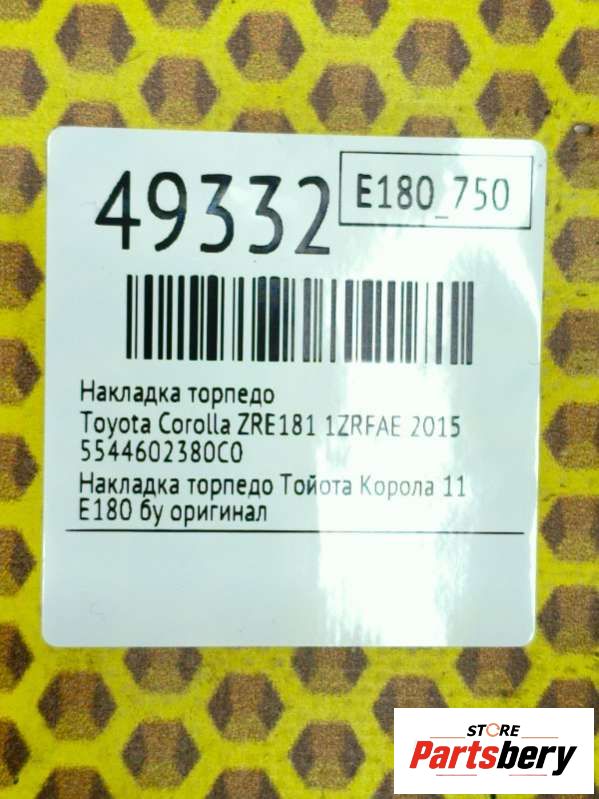 49332
E180_750
Накладка торпедо
Toyota Corolla ZRE181 1ZRFAE 2015
5544602380C0
Накладка торпедо Тойота Корола 11
E180 бу оригинал
STORE
Partsbery